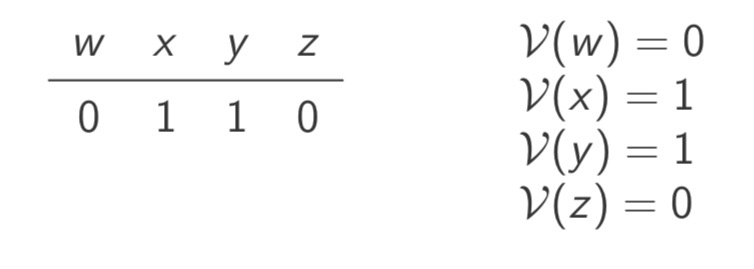 w x y z
0 1 1 0
𝒱(w) = 0
𝒱(x) = 1
𝒱(y) = 1
𝒱(z) = 0